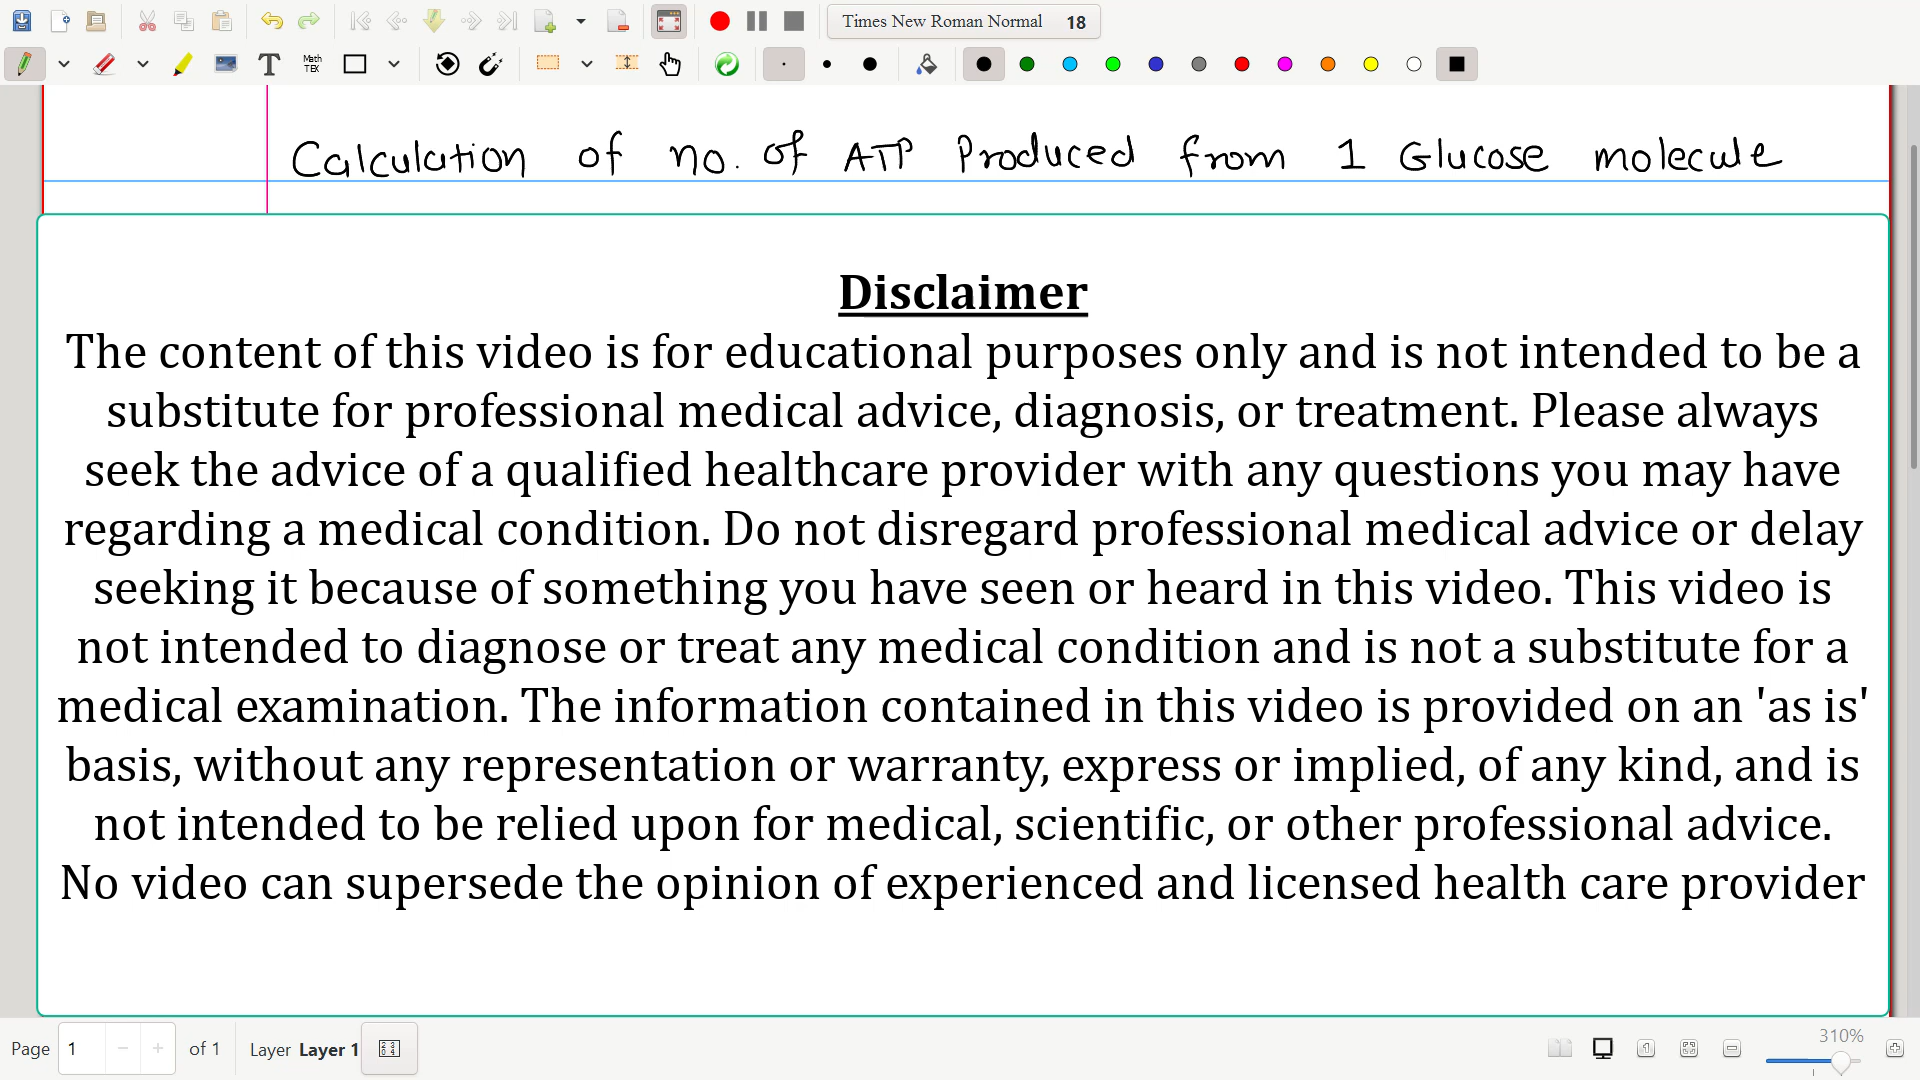 Times New Roman Normal 18
Math
TEX
Calculation of no. of ATP Produced from 1 Glucose molecule
Disclaimer
The content of this video is for educational purposes only and is not intended to be a
substitute for professional medical advice, diagnosis, or treatment. Please always
seek the advice of a qualified healthcare provider with any questions you may have
regarding a medical condition. Do not disregard professional medical advice or delay
seeking it because of something you have seen or heard in this video. This video is
not intended to diagnose or treat any medical condition and is not a substitute for a
medical examination. The information contained in this video is provided on an 'as is'
basis, without any representation or warranty, express or implied, of any kind, and is
not intended to be relied upon for medical, scientific, or other professional advice.
No video can supersede the opinion of experienced and licensed health care provider
310%
Page 1 − + of 1 Layer Layer 1